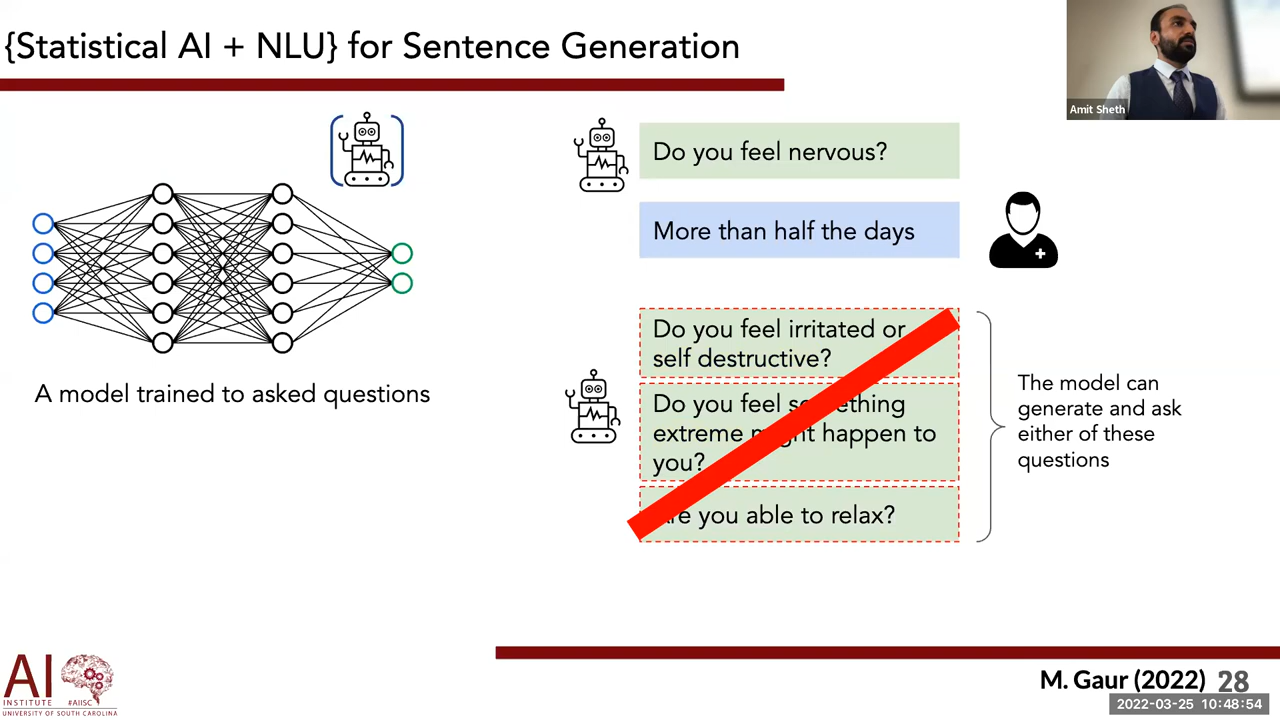 {Statistical AI + NLU} for Sentence Generation
Amit Sheth
Do you feel nervous?
More than half the days
A model trained to asked questions
Do you feel irritated or
self destructive?
Do you feel something
extreme might happen to
you?
Are you able to relax?
The model can
generate and ask
either of these
questions
AI
INSTITUTE #AIISC
UNIVERSITY OF SOUTH CAROLINA
M. Gaur (2022) 28
2022-03-25 10:48:54